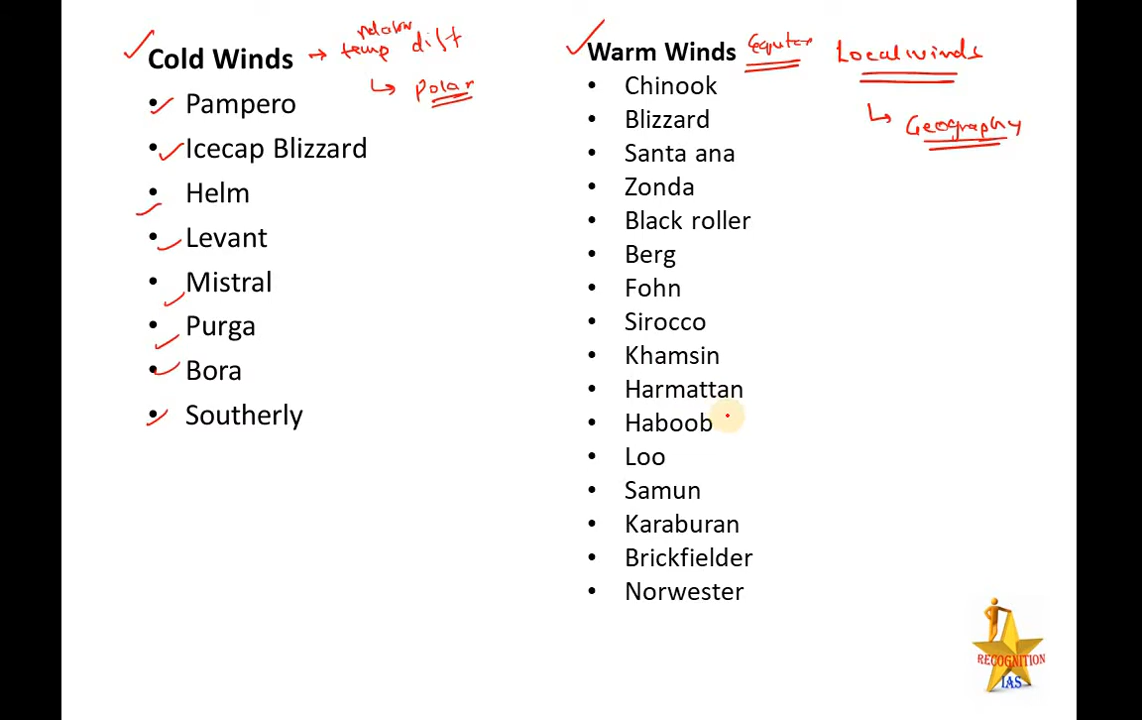 Cold Winds → temp dist
relative
↳ Polar
• Pampero
• Icecap Blizzard
• Helm
• Levant
• Mistral
• Purga
• Bora
• Southerly
Warm Winds Local winds
↳ Geography
• Chinook
• Blizzard
• Santa ana
• Zonda
• Black roller
• Berg
• Fohn
• Sirocco
• Khamsin
• Harmattan
• Haboob
• Loo
• Samun
• Karaburan
• Brickfielder
• Norwester
RECOGNITION
IAS